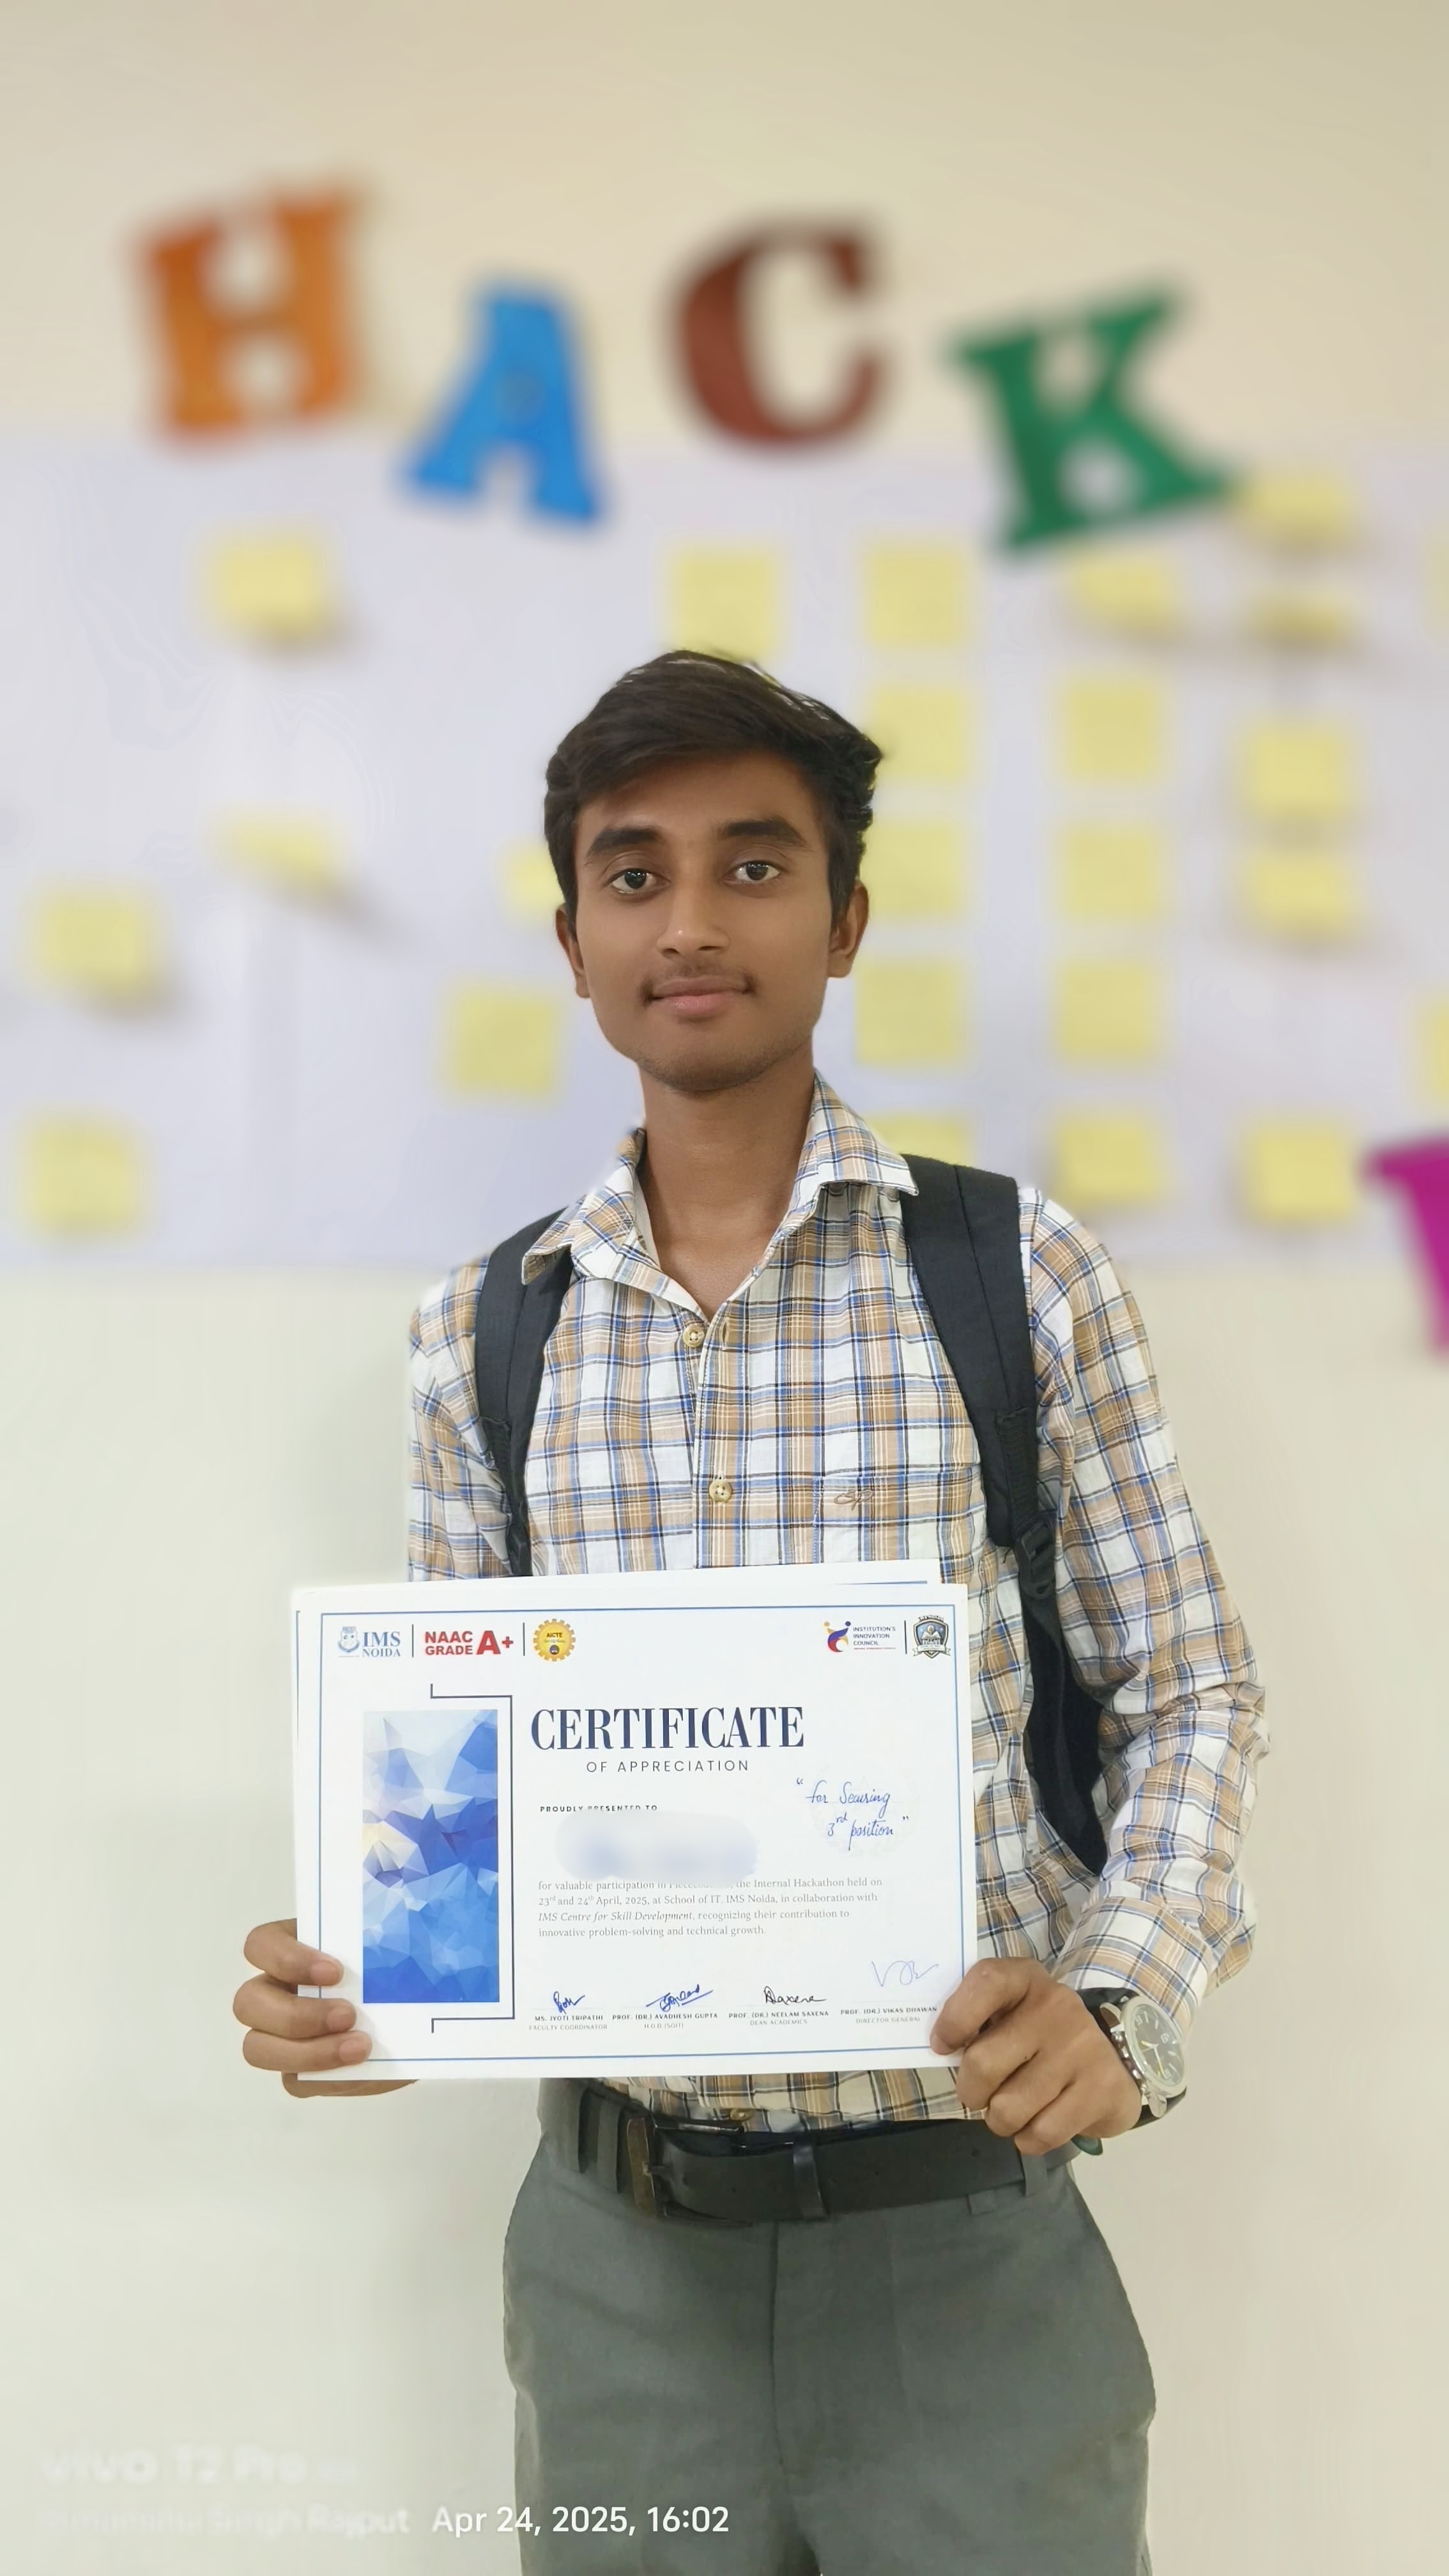 HACK
IMS
NOIDA
NAAC
GRADE A+
AICTE
INSTITUTION'S
INNOVATION
COUNCIL
CERTIFICATE
OF APPRECIATION
PROUDLY PRESENTED TO
"for Securing
3rd position"
for valuable participation in the Internal Hackathon held on
23rd and 24th April, 2025, at School of IT, IMS Noida, in collaboration with
IMS Centre for Skill Development, recognizing their contribution to
innovative problem-solving and technical growth.
MS. JYOTI TRIPATHI PROF. (DR.) AVADHESH GUPTA PROF. (DR.) NEELAM SAXENA PROF. (DR.) VIKAS DHAWAN
FACULTY COORDINATOR H.O.D (SOIT) DEAN ACADEMICS DIRECTOR GENERAL
vivo T2 Pro
Singh Rajput Apr 24, 2025, 16:02